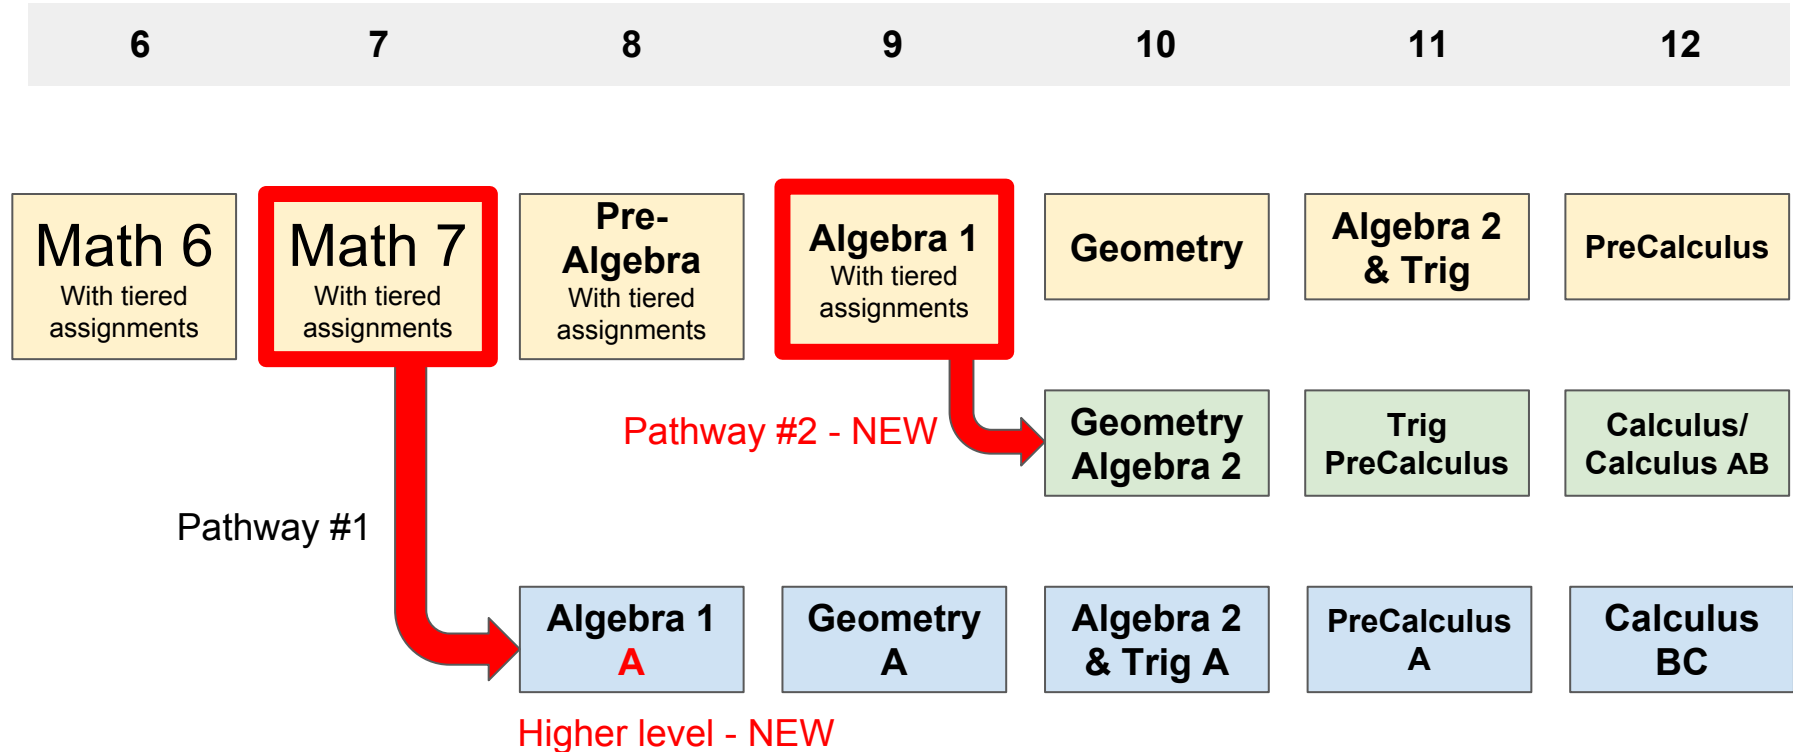 6 7 8 9 10 11 12
Math 6
With tiered
assignments
Math 7
With tiered
assignments
Pre-
Algebra
With tiered
assignments
Algebra 1
With tiered
assignments
Geometry
Algebra 2
& Trig
PreCalculus
Pathway #2 - NEW
Geometry
Algebra 2
Trig
PreCalculus
Calculus/
Calculus AB
Pathway #1
Algebra 1
A
Geometry
A
Algebra 2
& Trig A
PreCalculus
A
Calculus
BC
Higher level - NEW